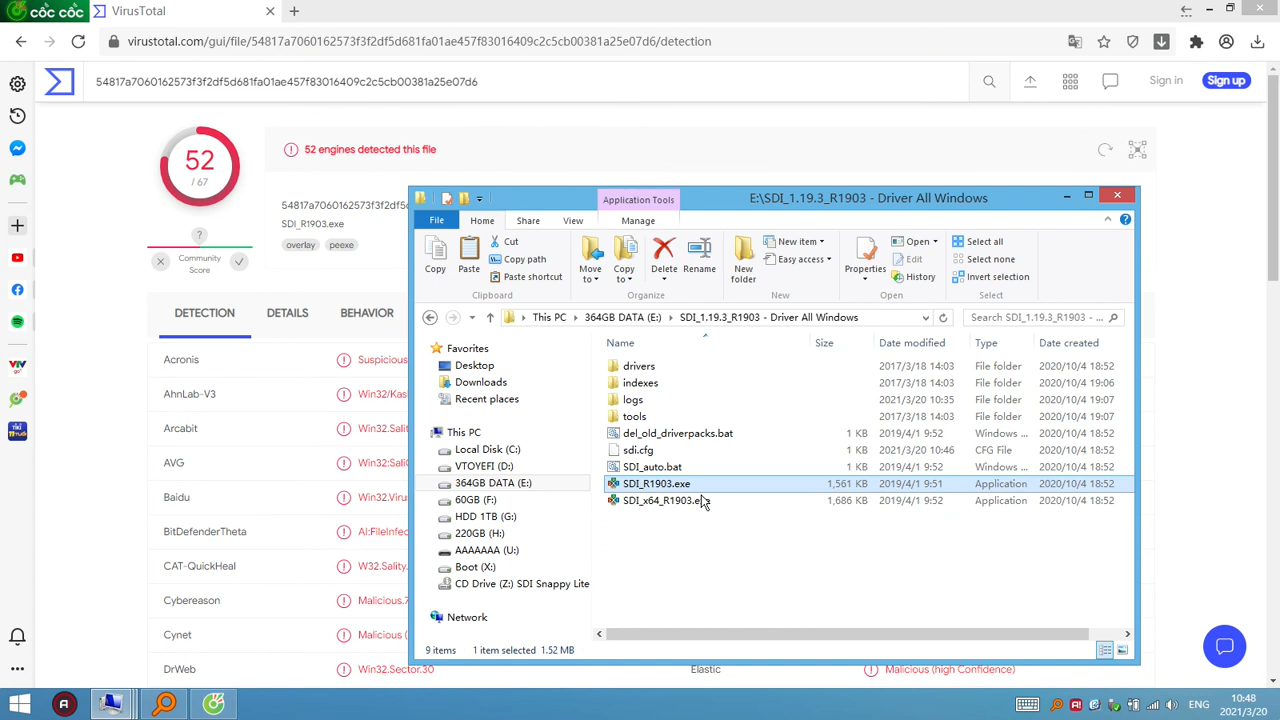 cốc cốc
VirusTotal
virustotal.com/gui/file/54817a7060162573f3f2df5d681fa01ae457f83016409c2c5cb00381a25e07d6/detection
54817a7060162573f3f2df5d681fa01ae457f83016409c2c5cb00381a25e07d6
Sign in
Sign up
52
/ 67
52 engines detected this file
54817a7060162573f3f2df5
SDI_R1903.exe
overlay
peexe
?
Community
Score
DETECTION
DETAILS
BEHAVIOR
Acronis
Suspicious
AhnLab-V3
Win32/Kas
Arcabit
Win32.Sali
AVG
Win32:Sal
Baidu
Win32.Virus
BitDefenderTheta
AI:FileInfec
CAT-QuickHeal
W32.Sality
Cybereason
Malicious.7
Cynet
Malicious (
DrWeb
Win32.Sector.30
Elastic
Malicious (high Confidence)
Application Tools
E:\SDI_1.19.3_R1903 - Driver All Windows
File
Home
Share
View
Manage
Copy
Paste
Cut
Copy path
Paste shortcut
Clipboard
Move
to
Copy
to
Delete
Rename
Organize
New
folder
New item
Easy access
New
Properties
Open
Edit
History
Open
Select all
Select none
Invert selection
Select
This PC
364GB DATA (E:)
SDI_1.19.3_R1903 - Driver All Windows
Search SDI_1.19.3_R1903 - ...
Favorites
Desktop
Downloads
Recent places
This PC
Local Disk (C:)
VTOYEFI (D:)
364GB DATA (E:)
60GB (F:)
HDD 1TB (G:)
220GB (H:)
AAAAAAA (U:)
Boot (X:)
CD Drive (Z:) SDI Snappy Lite
Network
Name
Size
Date modified
Type
Date created
drivers
2017/3/18 14:03
File folder
2020/10/4 18:52
indexes
2017/3/18 14:03
File folder
2020/10/4 19:06
logs
2021/3/20 10:35
File folder
2020/10/4 19:07
tools
2017/3/18 14:03
File folder
2020/10/4 19:07
del_old_driverpacks.bat
1 KB
2019/4/1 9:52
Windows ...
2020/10/4 18:52
sdi.cfg
1 KB
2021/3/20 10:46
CFG File
2020/10/4 18:52
SDI_auto.bat
1 KB
2019/4/1 9:52
Windows ...
2020/10/4 18:52
SDI_R1903.exe
1,561 KB
2019/4/1 9:51
Application
2020/10/4 18:52
SDI_x64_R1903.exe
1,686 KB
2019/4/1 9:52
Application
2020/10/4 18:52
9 items
1 item selected 1.52 MB
ENG
10:48
2021/3/20